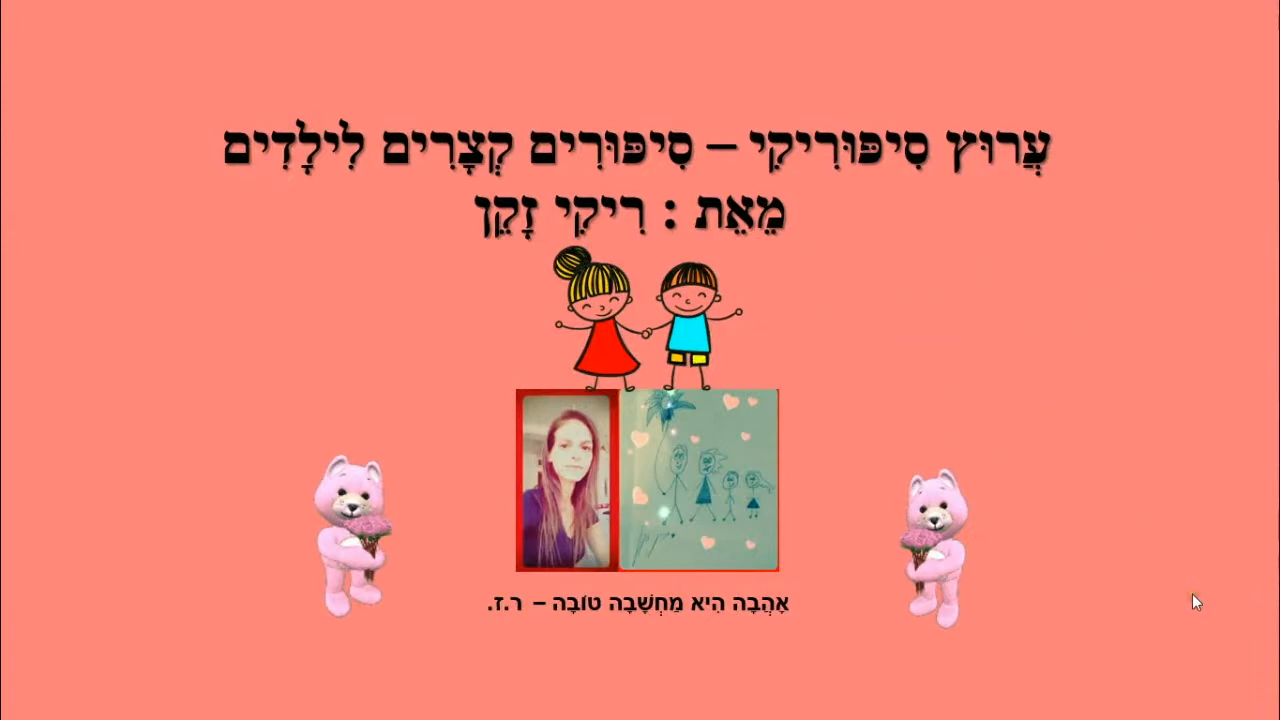 עֲרוּץ סִיפּוּרִיקִי – סִיפּוּרִים קְצָרִים לִילָדִים
מֵאֵת : רִיקִי זָקֵן
אַהֲבָה הִיא מַחְשָׁבָה טוֹבָה – ר.ז.